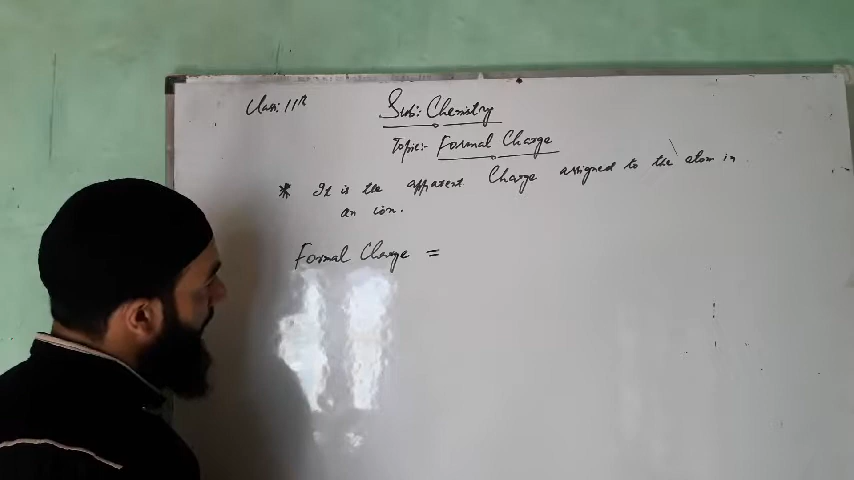 Class: 11th
Sub: Chemistry
Topic:- Formal Charge
* It is the apparent Charge assigned to the atom in
an ion.
Formal Charge =